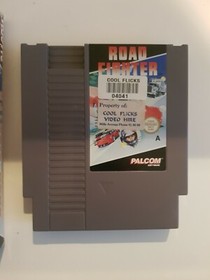 ROAD
FIGHTER
COOL FLICKS
04041
Property of:
COOL FLICKS
VIDEO HIRE
A
PALCOM